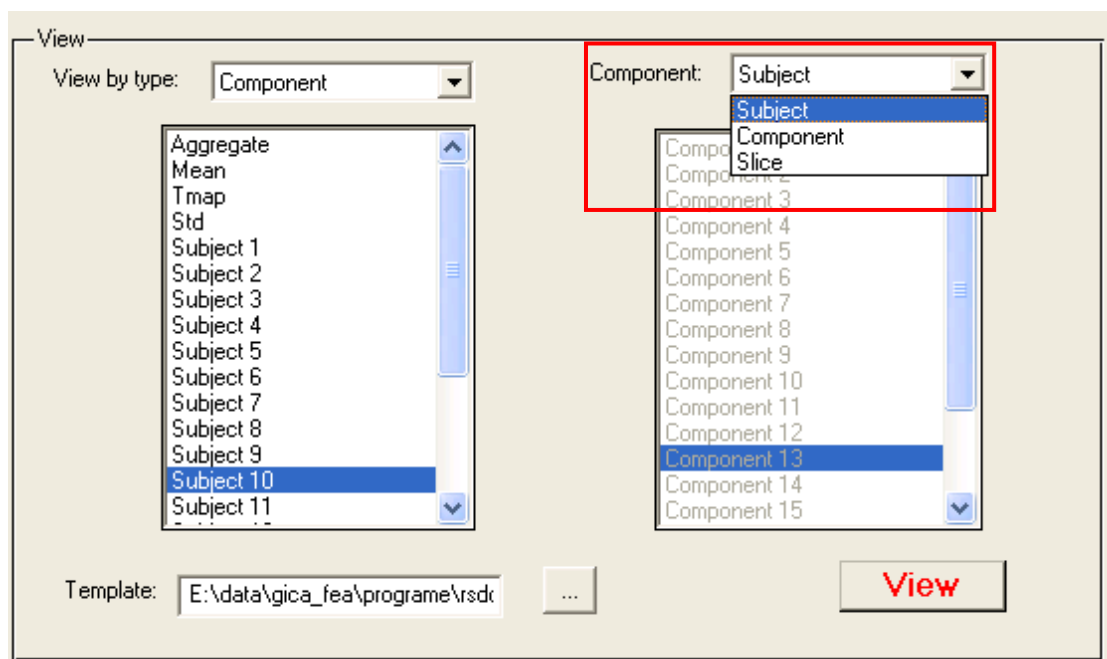 View
View by type:
Component
Component:
Subject
Subject
Component
Slice
Aggregate
Mean
Tmap
Std
Subject 1
Subject 2
Subject 3
Subject 4
Subject 5
Subject 6
Subject 7
Subject 8
Subject 9
Subject 10
Subject 11
Component 3
Component 4
Component 5
Component 6
Component 7
Component 8
Component 9
Component 10
Component 11
Component 12
Component 13
Component 14
Component 15
Template:
E:\data\gica_fea\programe\rsd
...
View